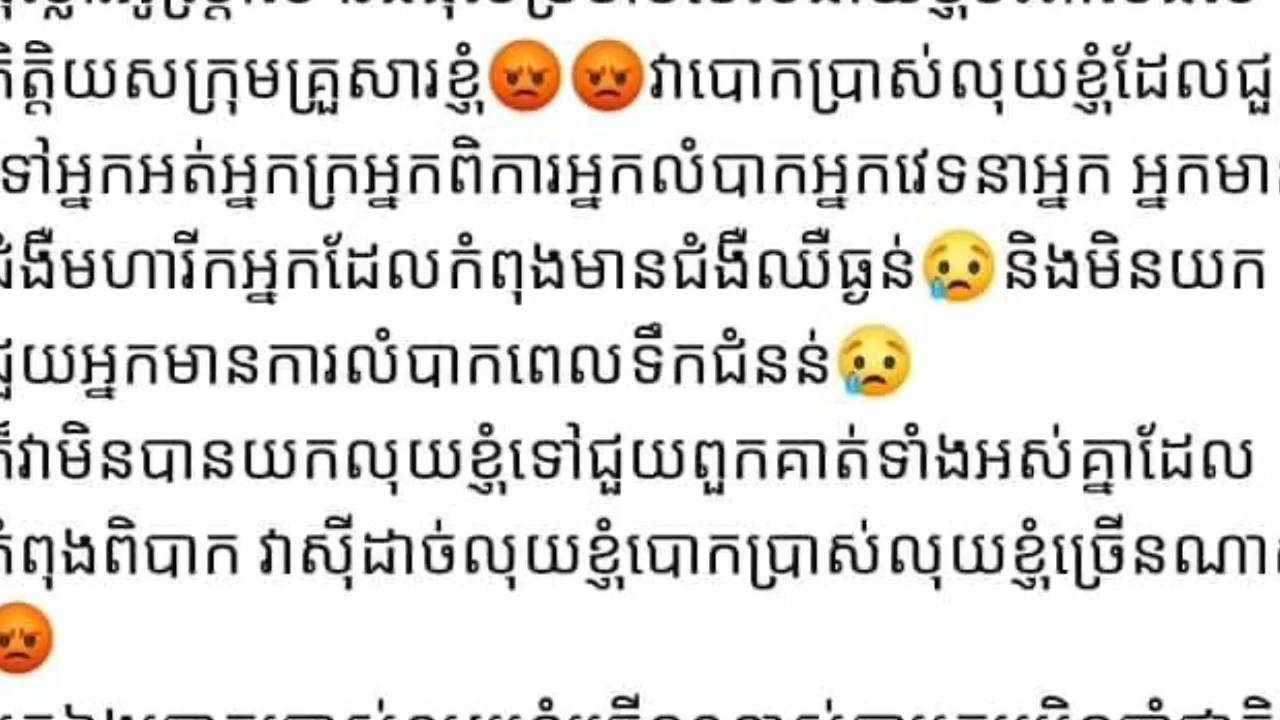 កិត្តិយសក្រុមគ្រួសារខ្ញុំ😡😡វាបោកប្រាស់លុយខ្ញុំដែលជួ
ទៅអ្នកអត់អ្នកក្រអ្នកពិការអ្នកលំបាកអ្នកវេទនាអ្នក អ្នកមាន
ជំងឺមហារីកអ្នកដែលកំពុងមានជំងឺឈឺធ្ងន់😢និងមិនយក
ជួយអ្នកមានការលំបាកពេលទឹកជំនន់😢
ក៏វាមិនបានយកលុយខ្ញុំទៅជួយពួកគាត់ទាំងអស់គ្នាដែល
កំពុងពិបាក វាស៊ីដាច់លុយខ្ញុំបោកប្រាស់លុយខ្ញុំច្រើនណាស់
😡